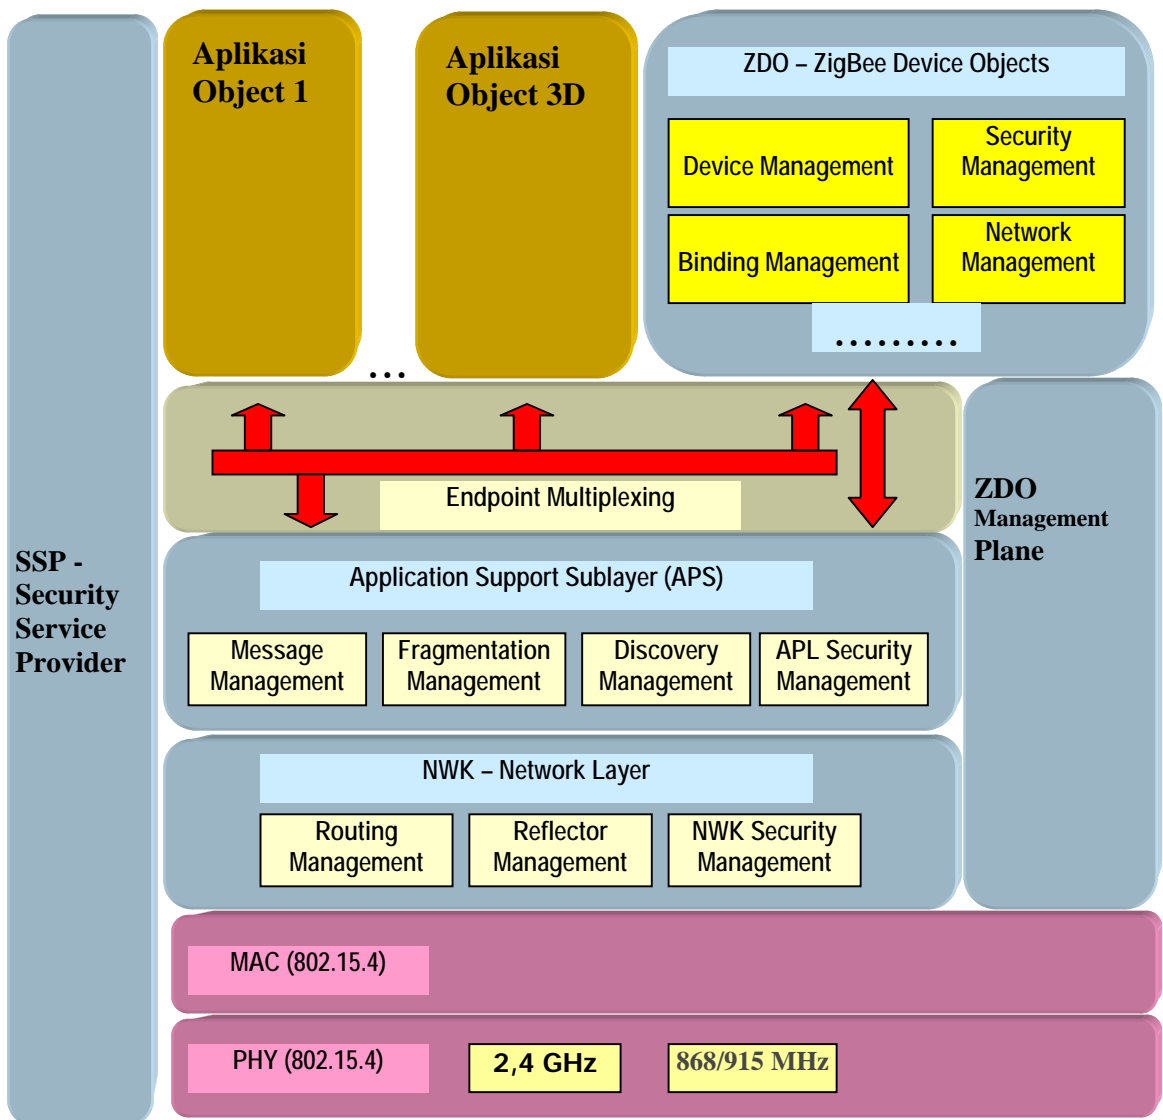 Aplikasi
Object 1
Aplikasi
Object 3D
...
ZDO – ZigBee Device Objects
Device Management
Security
Management
Binding Management
Network
Management
.........
Endpoint Multiplexing
ZDO
Management
Plane
SSP -
Security
Service
Provider
Application Support Sublayer (APS)
Message
Management
Fragmentation
Management
Discovery
Management
APL Security
Management
NWK – Network Layer
Routing
Management
Reflector
Management
NWK Security
Management
MAC (802.15.4)
PHY (802.15.4)
2,4 GHz
868/915 MHz